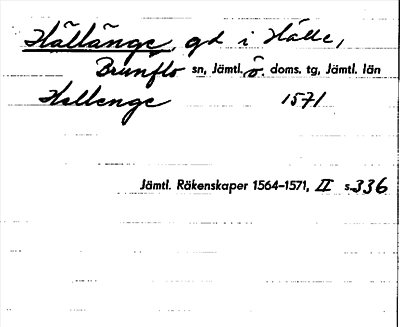 Hällänge, gd i Hälle,
Brunflo sn, Jämtl. ö. doms. tg, Jämtl. län
Hellenge 1571
Jämtl. Räkenskaper 1564–1571, II s. 336